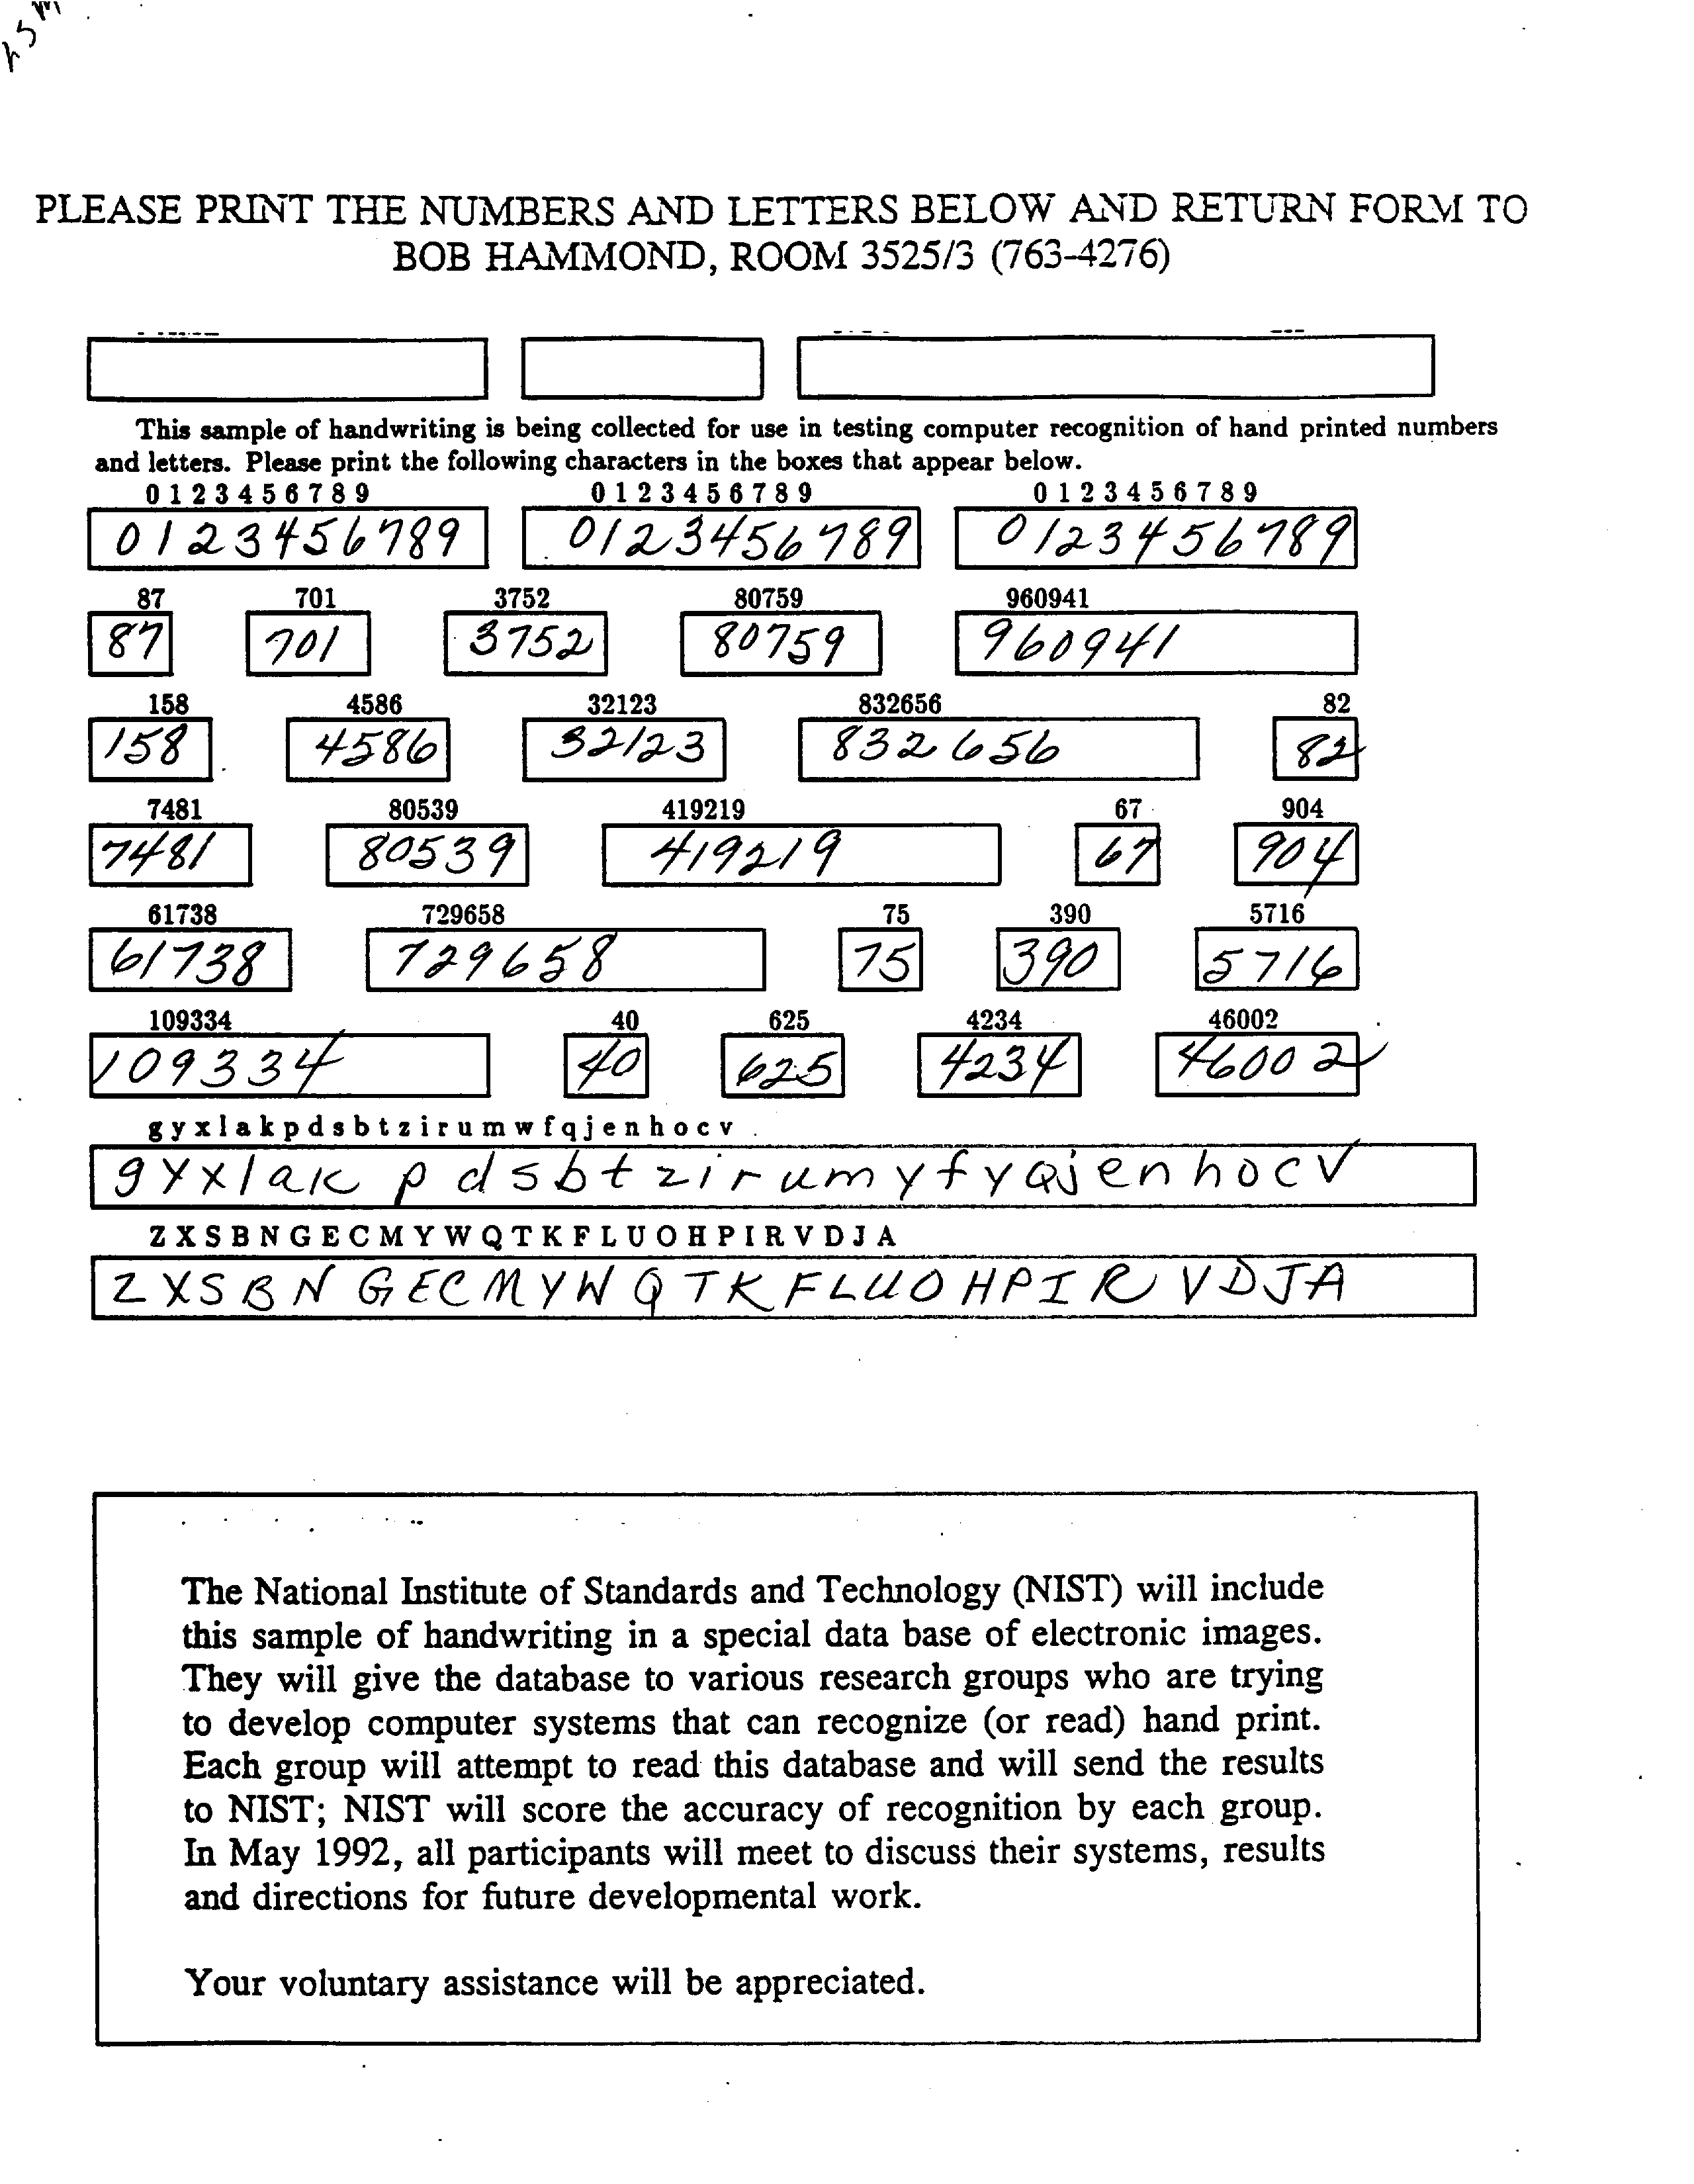 PLEASE PRINT THE NUMBERS AND LETTERS BELOW AND RETURN FORM TO
BOB HAMMOND, ROOM 3525/3 (763-4276)
This sample of handwriting is being collected for use in testing computer recognition of hand printed numbers
and letters. Please print the following characters in the boxes that appear below.
0 1 2 3 4 5 6 7 8 9 0 1 2 3 4 5 6 7 8 9 0 1 2 3 4 5 6 7 8 9
0123456789 0123456789 0123456789
87 701 3752 80759 960941
87 701 3752 80759 960941
158 4586 32123 832656 82
158 4586 32123 832656 82
7481 80539 419219 67 904
7481 80539 419219 67 904
61738 729658 75 390 5716
61738 729658 75 390 5716
109334 40 625 4234 46002
109334 40 625 4234 46002
g y x l a k p d s b t z i r u m w f q j e n h o c v
g y x l a k p d s b t z i r u m y f y q j e n h o c v
Z X S B N G E C M Y W Q T K F L U O H P I R V D J A
Z X S B N G E C M Y W Q T K F L U O H P I R V D J A
The National Institute of Standards and Technology (NIST) will include
this sample of handwriting in a special data base of electronic images.
They will give the database to various research groups who are trying
to develop computer systems that can recognize (or read) hand print.
Each group will attempt to read this database and will send the results
to NIST; NIST will score the accuracy of recognition by each group.
In May 1992, all participants will meet to discuss their systems, results
and directions for future developmental work.
Your voluntary assistance will be appreciated.